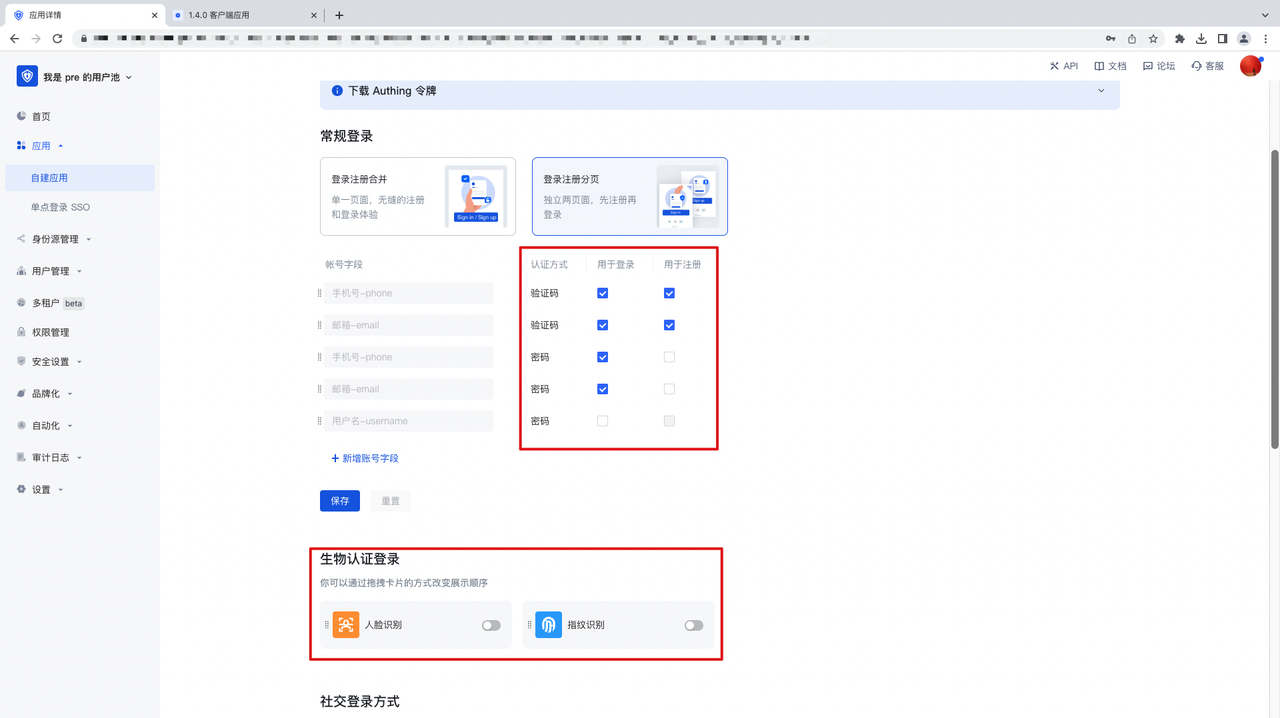 应用详情
1.4.0 客户端应用
我是 pre 的用户池
API 文档 论坛 客服
首页
应用
自建应用
单点登录 SSO
身份源管理
用户管理
多租户 beta
权限管理
安全设置
品牌化
自动化
审计日志
设置
下载 Authing 令牌
常规登录
登录注册合并
单一页面，无缝的注册
和登录体验
Sign in / Sign up
登录注册分页
独立两页面，先注册再
登录
Sign in
Sign up
帐号字段 认证方式 用于登录 用于注册
手机号-phone 验证码
邮箱-email 验证码
手机号-phone 密码
邮箱-email 密码
用户名-username 密码
+ 新增账号字段
保存 重置
生物认证登录
你可以通过拖拽卡片的方式改变展示顺序
人脸识别 指纹识别
社交登录方式